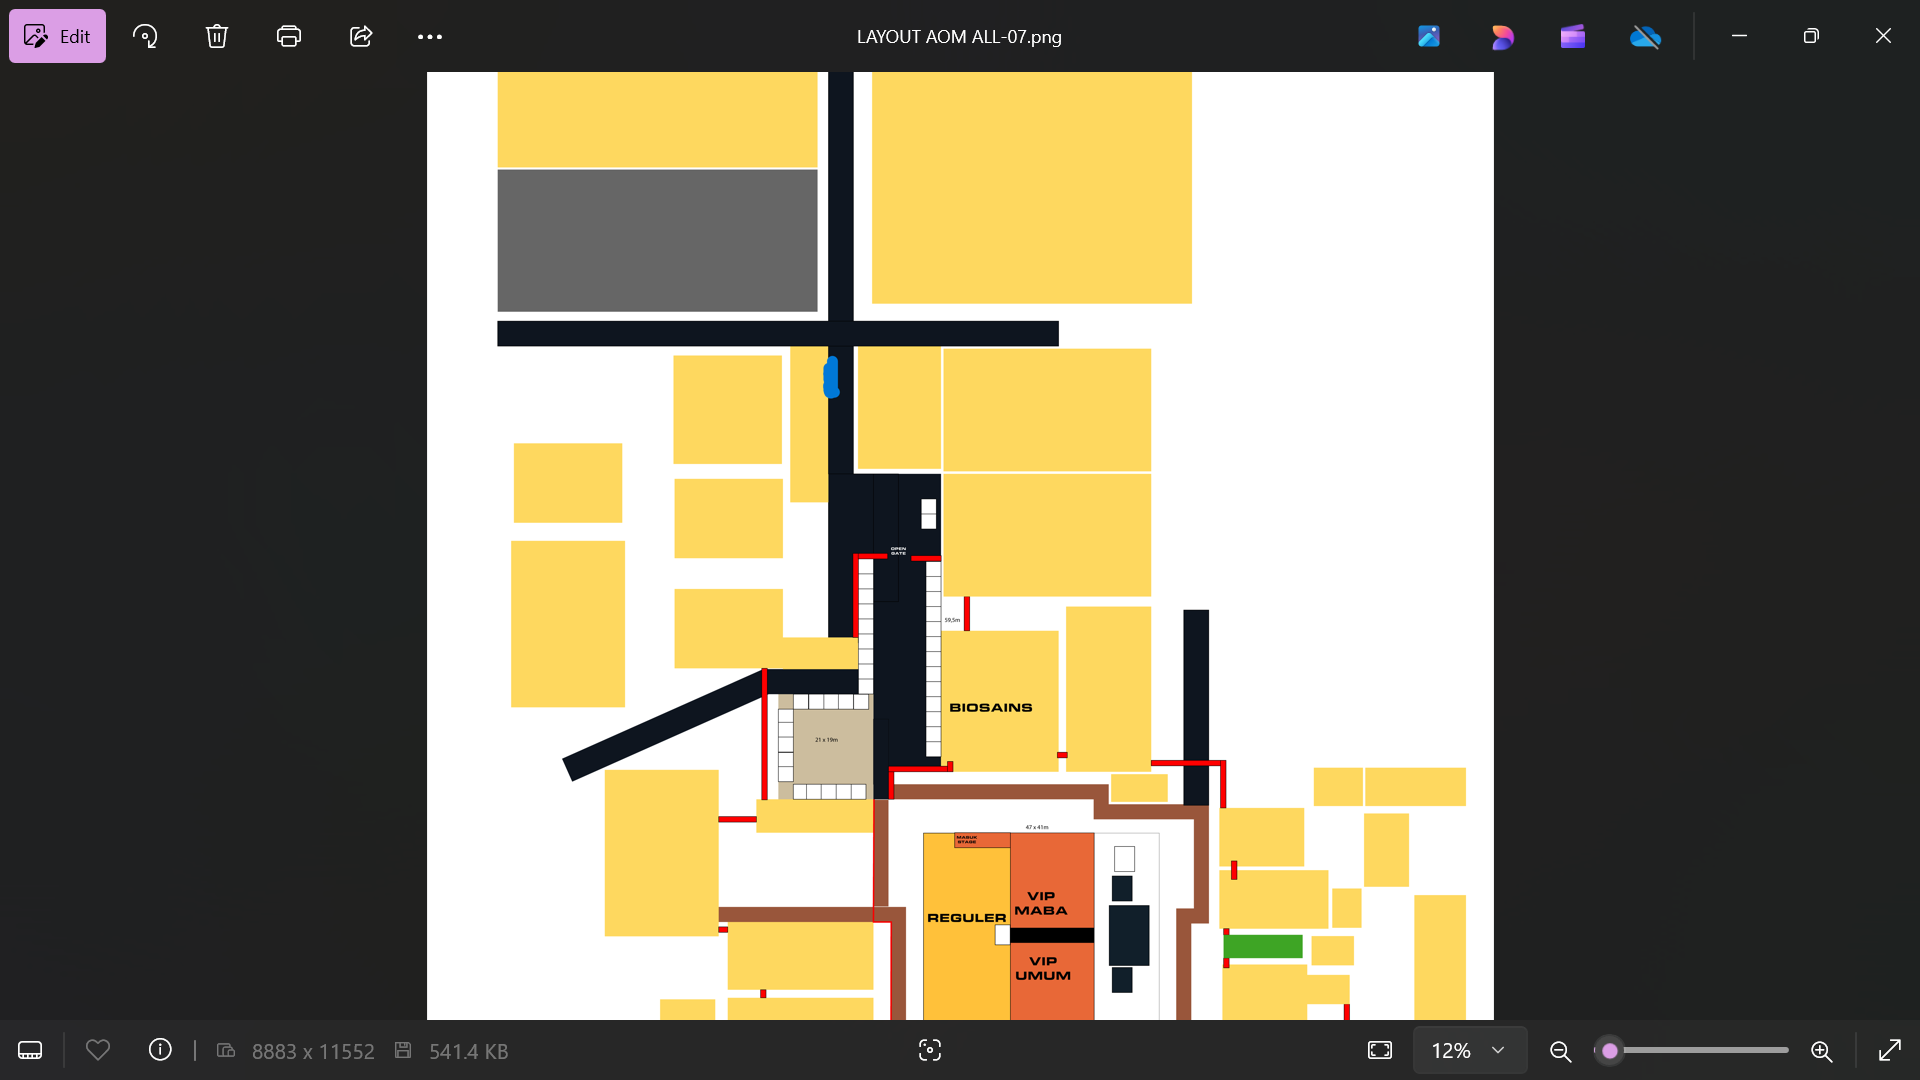 Edit
LAYOUT AOM ALL-07.png
OPEN
GATE
59,5m
BIOSAINS
21 x 19m
47 x 41m
MASUK
STAGE
VIP
MABA
REGULER
VIP
UMUM
8883 x 11552
541.4 KB
12%